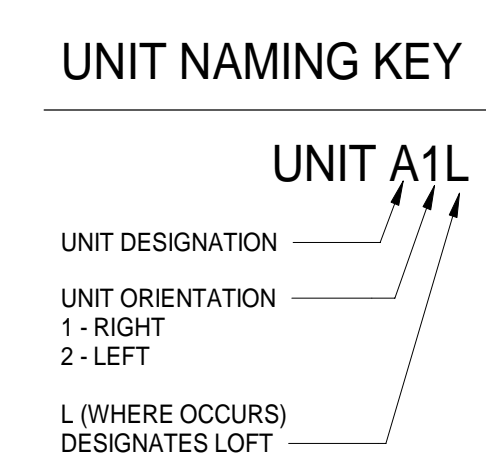 UNIT NAMING KEY
UNIT A1L
UNIT DESIGNATION
UNIT ORIENTATION
1 - RIGHT
2 - LEFT
L (WHERE OCCURS)
DESIGNATES LOFT